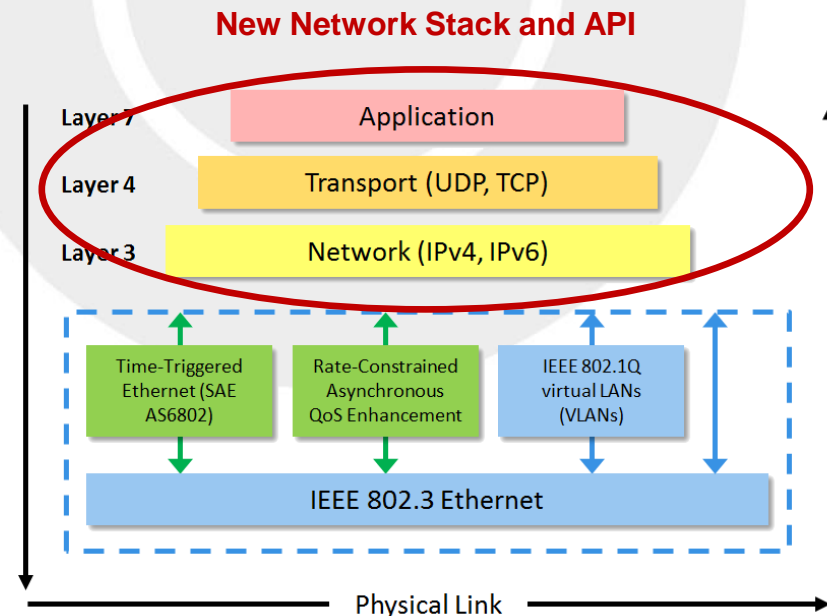 New Network Stack and API
Layer 7
Application
Layer 4
Transport (UDP, TCP)
Layer 3
Network (IPv4, IPv6)
Time-Triggered
Ethernet (SAE
AS6802)
Rate-Constrained
Asynchronous
QoS Enhancement
IEEE 802.1Q
virtual LANs
(VLANs)
IEEE 802.3 Ethernet
Physical Link